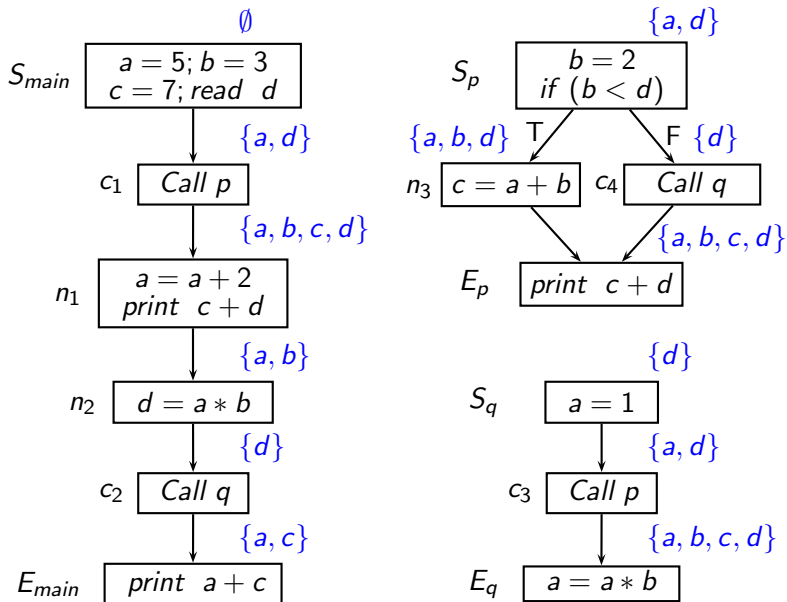 ∅
S_main
a = 5; b = 3
c = 7; read d
{a, d}
c_1
Call p
{a, b, c, d}
n_1
a = a + 2
print c + d
{a, b}
n_2
d = a * b
{d}
c_2
Call q
{a, c}
E_main
print a + c
{a, d}
S_p
b = 2
if (b < d)
{a, b, d}
T
F
{d}
n_3
c = a + b
c_4
Call q
{a, b, c, d}
E_p
print c + d
{d}
S_q
a = 1
{a, d}
c_3
Call p
{a, b, c, d}
E_q
a = a * b